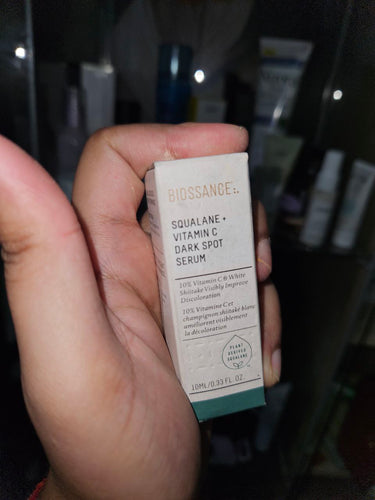 BIOSSANCE:.
SQUALANE +
VITAMIN C
DARK SPOT
SERUM
10% Vitamin C & White
Shiitake Visibly Improve
Discoloration
10% Vitamine C et
champignon shiitaké blanc
améliorent visiblement
la décoloration
PLANT
DERIVED
SQUALANE
10ML/0.33 FL. OZ